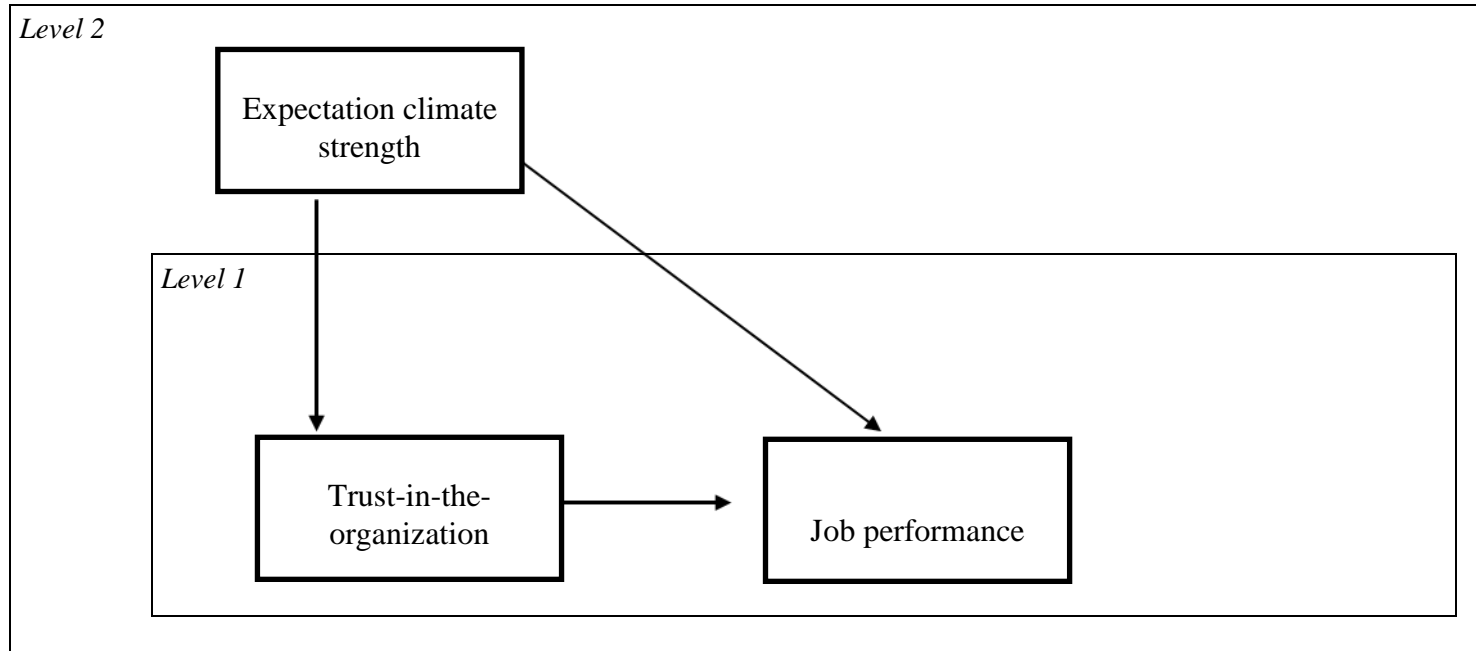 Level 2
Expectation climate
strength
Level 1
Trust-in-the-
organization
Job performance